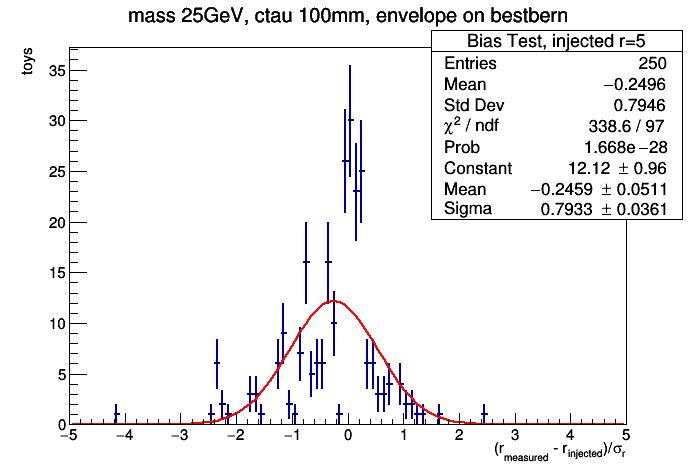 mass 25GeV, ctau 100mm, envelope on bestbern
Bias Test, injected r=5
Entries 250
Mean −0.2496
Std Dev 0.7946
χ² / ndf 338.6 / 97
Prob 1.668e−28
Constant 12.12 ± 0.96
Mean −0.2459 ± 0.0511
Sigma 0.7933 ± 0.0361
toys
35
30
25
20
15
10
5
0
−5 −4 −3 −2 −1 0 1 2 3 4 5
(r_measured - r_injected)/σ_r